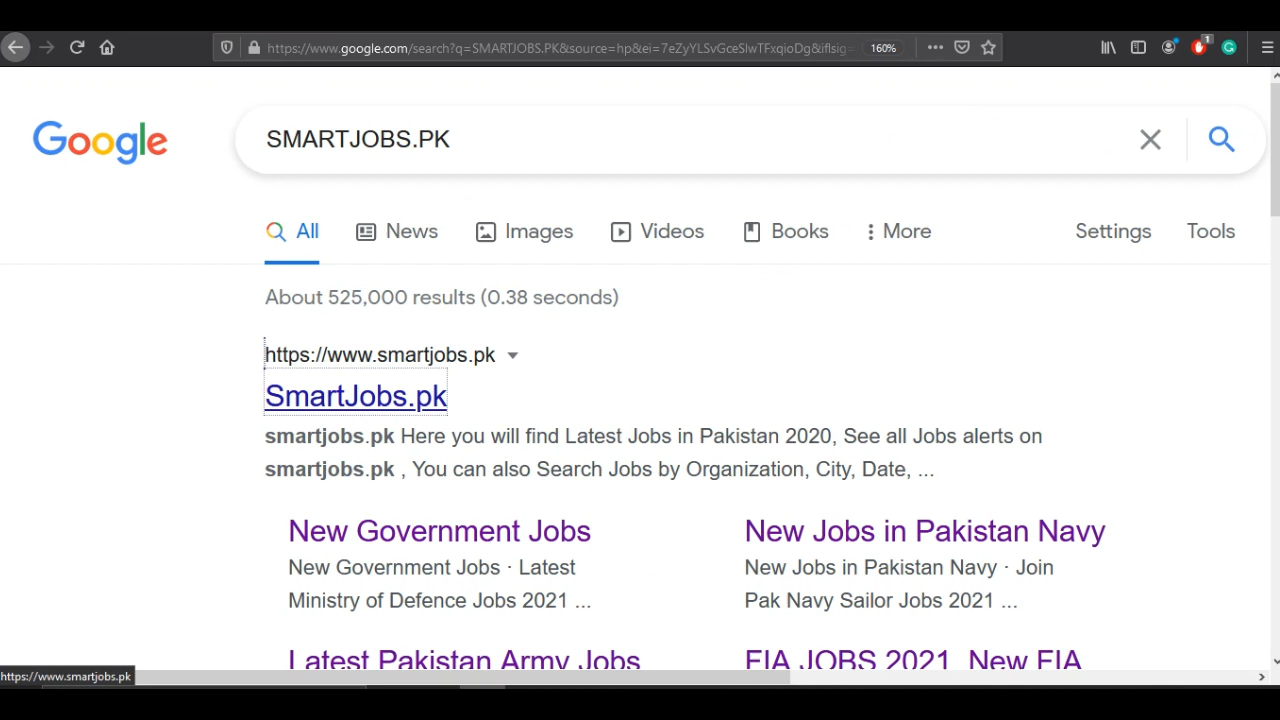 https://www.google.com/search?q=SMARTJOBS.PK&source=hp&ei=7eZyYLSvGceSlwTFxqioDg&iflsig= 160%
1
Google
SMARTJOBS.PK
All News Images Videos Books More Settings Tools
About 525,000 results (0.38 seconds)
https://www.smartjobs.pk
SmartJobs.pk
smartjobs.pk Here you will find Latest Jobs in Pakistan 2020, See all Jobs alerts on
smartjobs.pk , You can also Search Jobs by Organization, City, Date, ...
New Government Jobs
New Government Jobs · Latest
Ministry of Defence Jobs 2021 ...
New Jobs in Pakistan Navy
New Jobs in Pakistan Navy · Join
Pak Navy Sailor Jobs 2021 ...
Latest Pakistan Army Jobs
FIA JOBS 2021, New FIA
https://www.smartjobs.pk